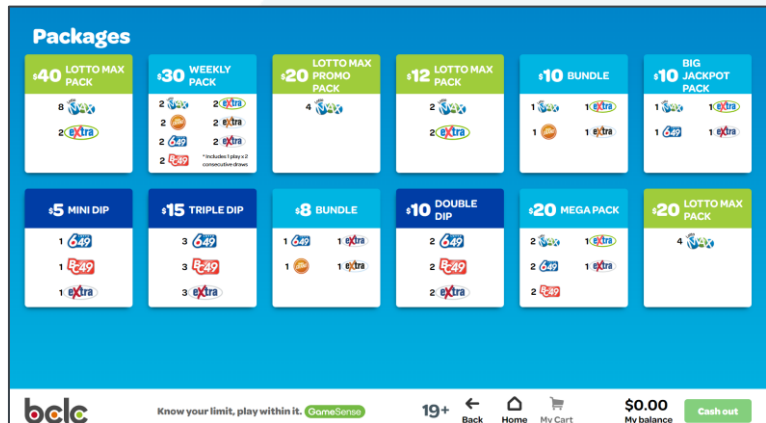 Packages
$40 LOTTO MAX PACK
8 MAX
2 extra
$30 WEEKLY PACK
2 MAX 2 extra
2 2 extra
2 649 2 extra
2 BC49 *Includes 1 play x 2 consecutive draws
$20 LOTTO MAX PROMO PACK
4 MAX
$12 LOTTO MAX PACK
2 MAX
2 extra
$10 BUNDLE
1 MAX 1 extra
1 1 extra
$10 BIG JACKPOT PACK
1 MAX 1 extra
1 649 1 extra
$5 MINI DIP
1 649
1 BC49
1 extra
$15 TRIPLE DIP
3 649
3 BC49
3 extra
$8 BUNDLE
1 649 1 extra
1 1 extra
$10 DOUBLE DIP
2 649
2 BC49
2 extra
$20 MEGA PACK
2 MAX 1 extra
2 649 1 extra
2 BC49
$20 LOTTO MAX PACK
4 MAX
bclc
Know your limit, play within it. GameSense
19+
Back
Home
My Cart
$0.00
My balance
Cash out